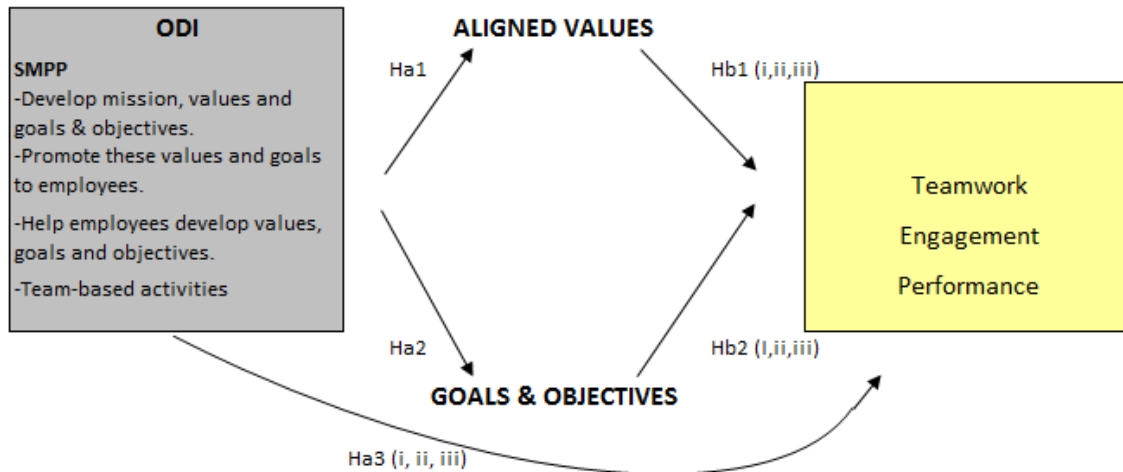 ODI
SMPP
-Develop mission, values and
goals & objectives.
-Promote these values and goals
to employees.
-Help employees develop values,
goals and objectives.
-Team-based activities
ALIGNED VALUES
Ha1
Hb1 (i,ii,iii)
Teamwork
Engagement
Performance
Ha2
Hb2 (I,ii,iii)
GOALS & OBJECTIVES
Ha3 (i, ii, iii)